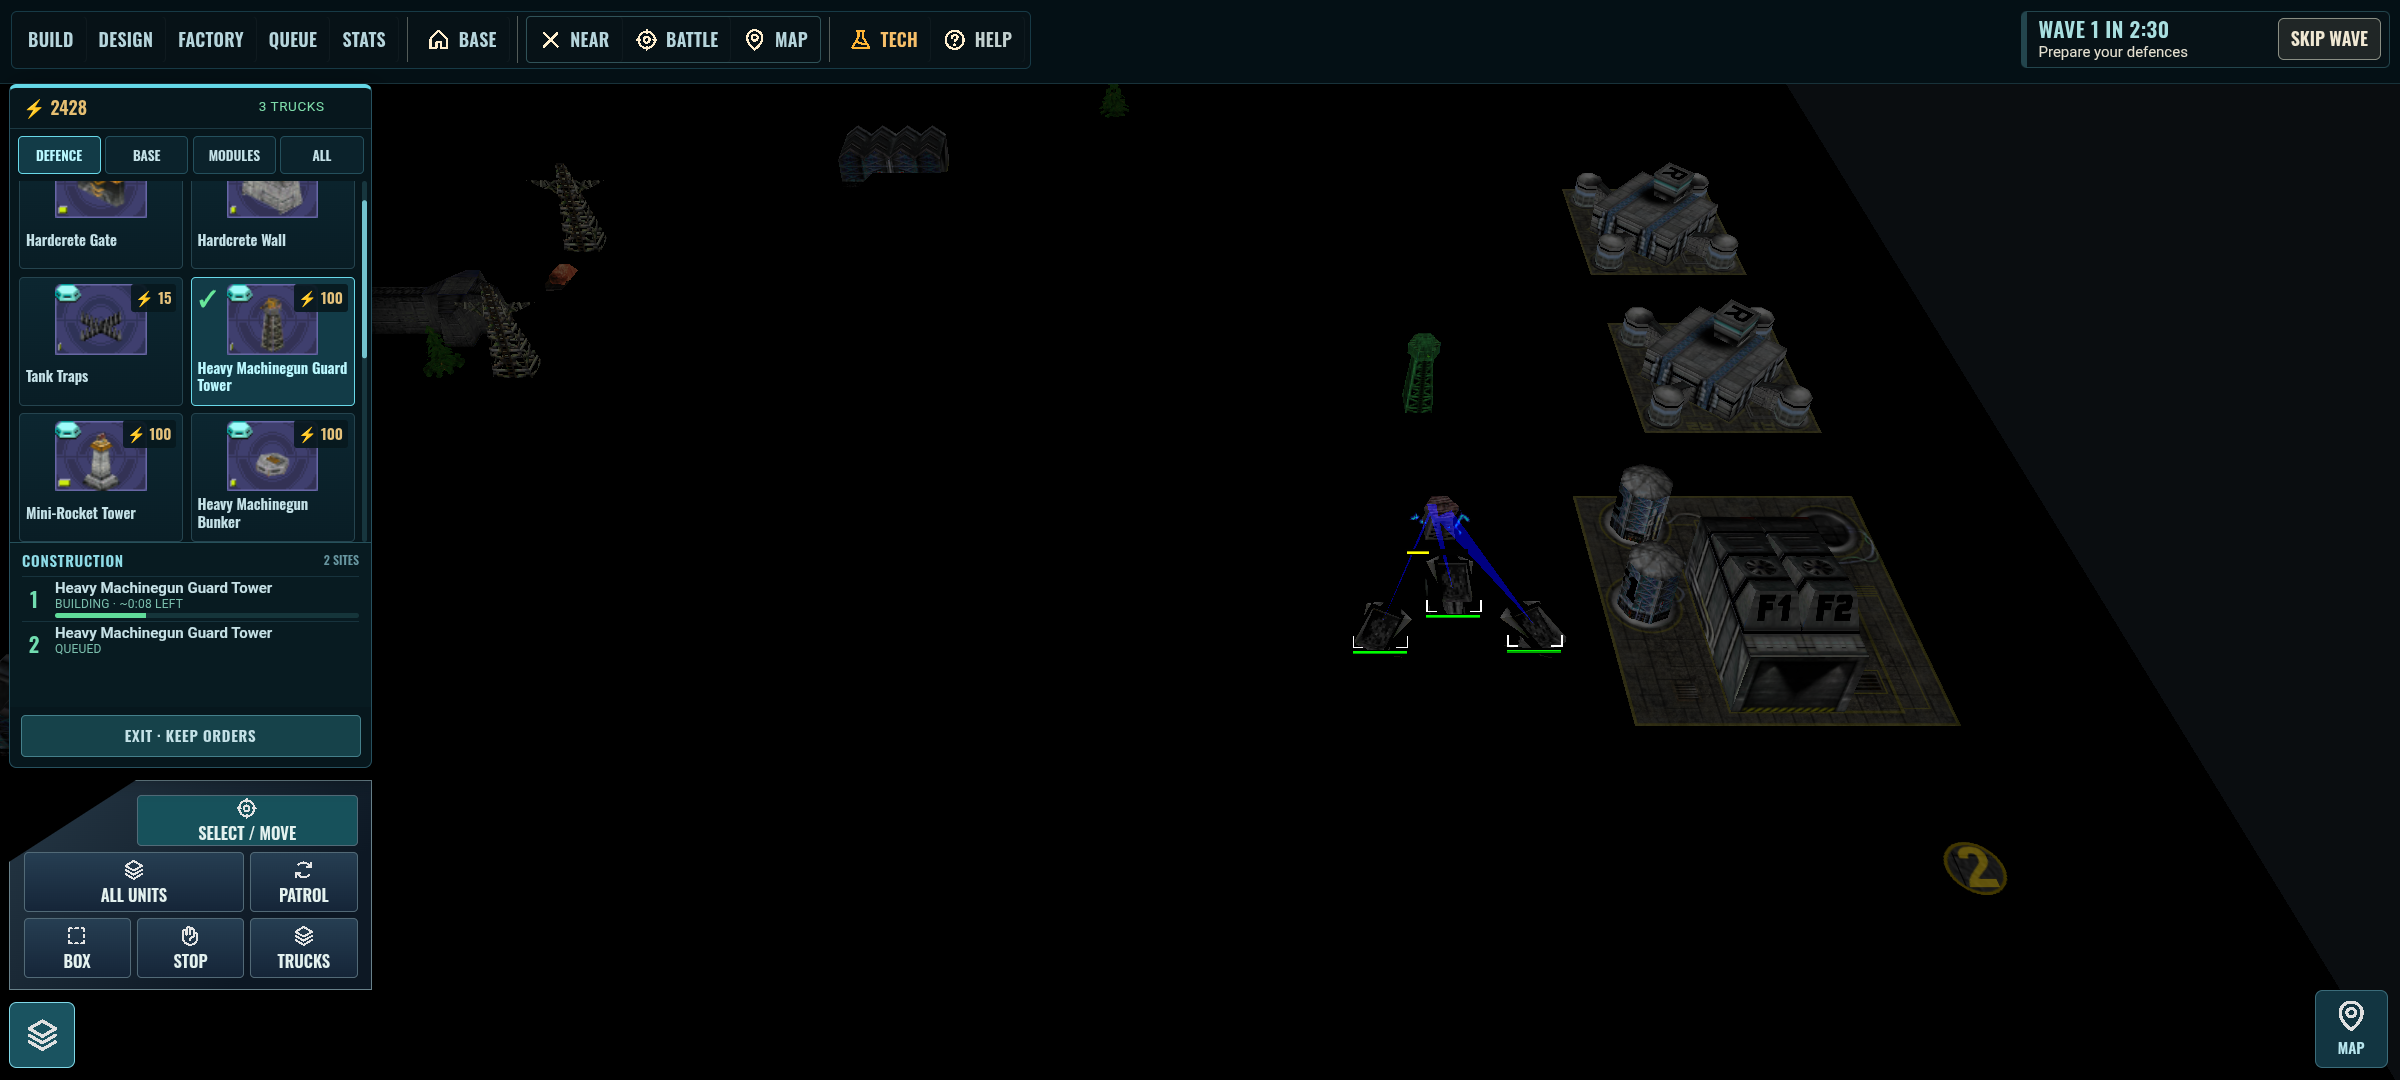 BUILD
DESIGN
FACTORY
QUEUE
STATS
BASE
NEAR
BATTLE
MAP
TECH
HELP
WAVE 1 IN 2:30
Prepare your defences
SKIP WAVE
2428
3 TRUCKS
DEFENCE
BASE
MODULES
ALL
Hardcrete Gate
Hardcrete Wall
15
Tank Traps
100
Heavy Machinegun Guard
Tower
100
Mini-Rocket Tower
100
Heavy Machinegun
Bunker
CONSTRUCTION
2 SITES
1
Heavy Machinegun Guard Tower
BUILDING · ~0:08 LEFT
2
Heavy Machinegun Guard Tower
QUEUED
EXIT · KEEP ORDERS
SELECT / MOVE
ALL UNITS
PATROL
BOX
STOP
TRUCKS
R
R
F1
F2
2
MAP